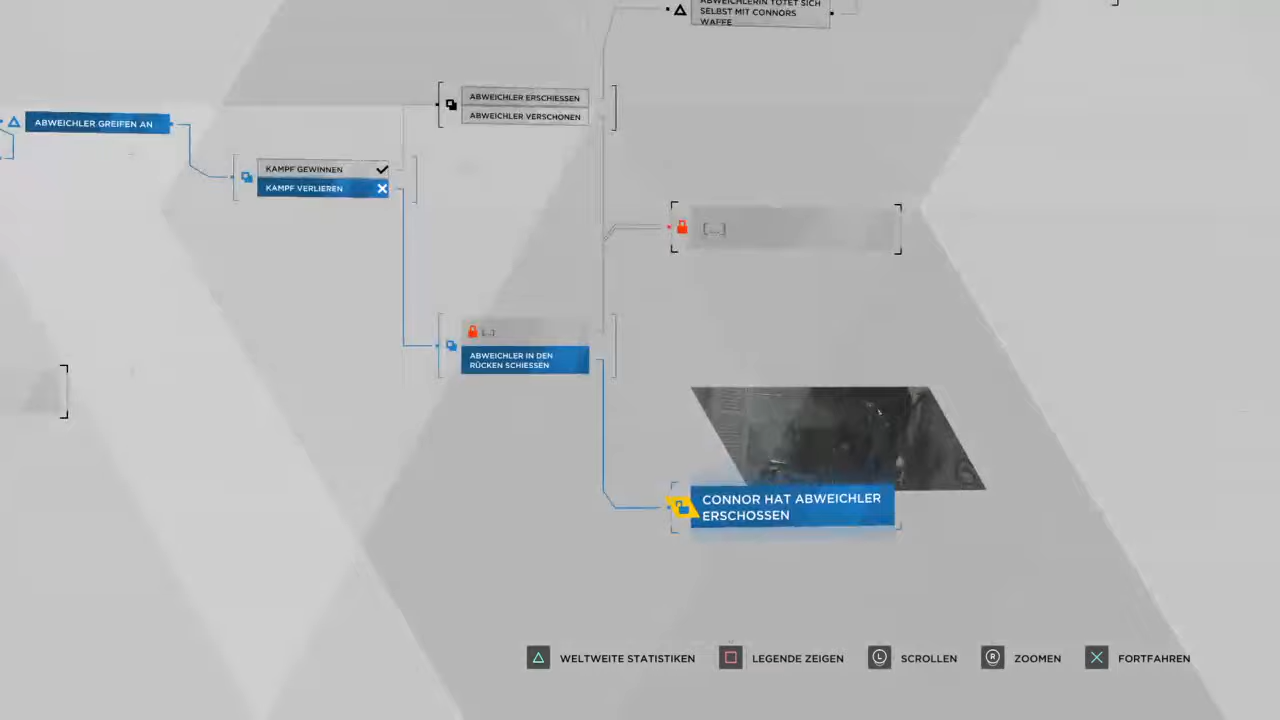 ABWEICHLERIN TÖTET SICH
SELBST MIT CONNORS
WAFFE
ABWEICHLER ERSCHIESSEN
ABWEICHLER VERSCHONEN
ABWEICHLER GREIFEN AN
KAMPF GEWINNEN
KAMPF VERLIEREN
[...]
[...]
ABWEICHLER IN DEN
RÜCKEN SCHIESSEN
CONNOR HAT ABWEICHLER
ERSCHOSSEN
WELTWEITE STATISTIKEN
LEGENDE ZEIGEN
L
SCROLLEN
R
ZOOMEN
FORTFAHREN